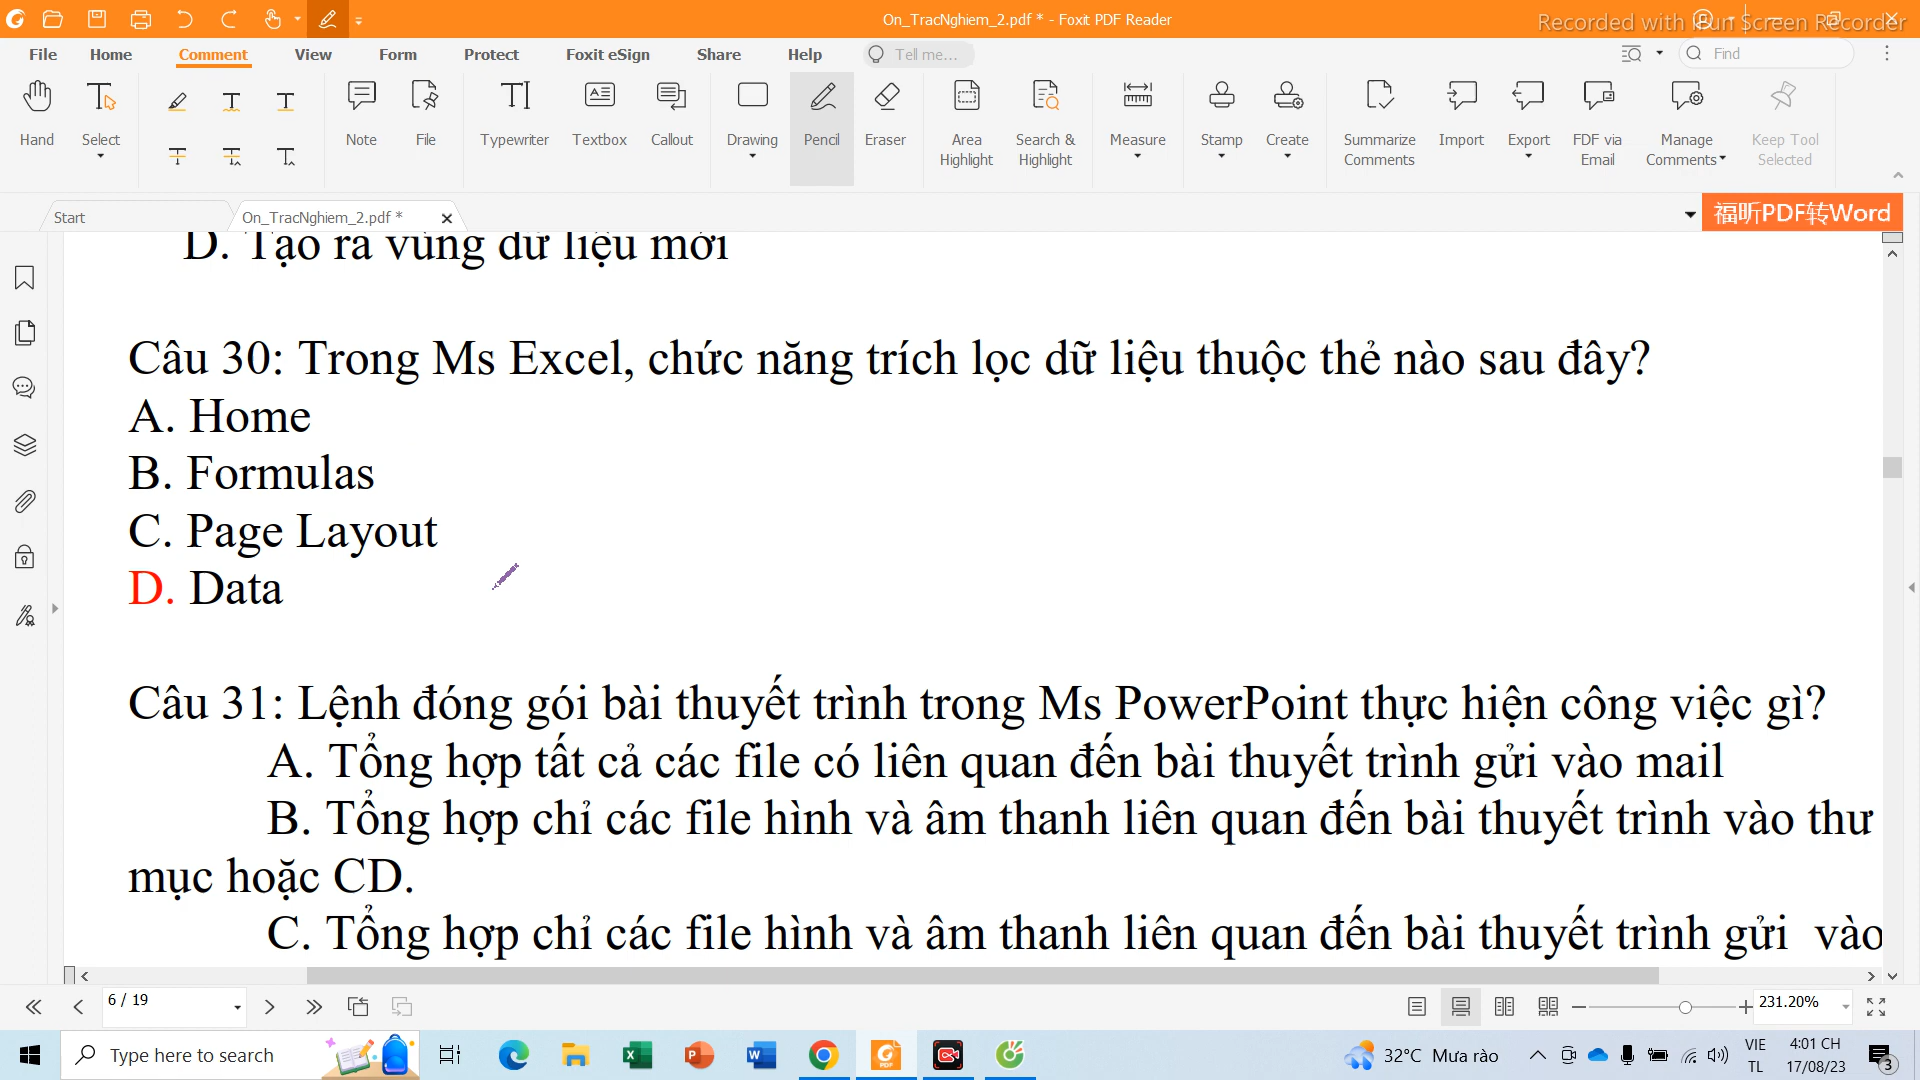 On_TracNghiem_2.pdf * - Foxit PDF Reader
Recorded with iFun Screen Recorder
File Home Comment View Form Protect Foxit eSign Share Help Tell me... Find
Hand Select Note File Typewriter Textbox Callout Drawing Pencil Eraser Area Highlight Search & Highlight Measure Stamp Create Summarize Comments Import Export FDF via Email Manage Comments Keep Tool Selected
Start On_TracNghiem_2.pdf * 福昕PDF转Word
D. Tạo ra vùng dữ liệu mới
Câu 30: Trong Ms Excel, chức năng trích lọc dữ liệu thuộc thẻ nào sau đây?
A. Home
B. Formulas
C. Page Layout
D. Data
Câu 31: Lệnh đóng gói bài thuyết trình trong Ms PowerPoint thực hiện công việc gì?
A. Tổng hợp tất cả các file có liên quan đến bài thuyết trình gửi vào mail
B. Tổng hợp chỉ các file hình và âm thanh liên quan đến bài thuyết trình vào thư
mục hoặc CD.
C. Tổng hợp chỉ các file hình và âm thanh liên quan đến bài thuyết trình gửi vào
6 / 19 231.20%
Type here to search 32°C Mưa rào VIE 4:01 CH
TL 17/08/23 3